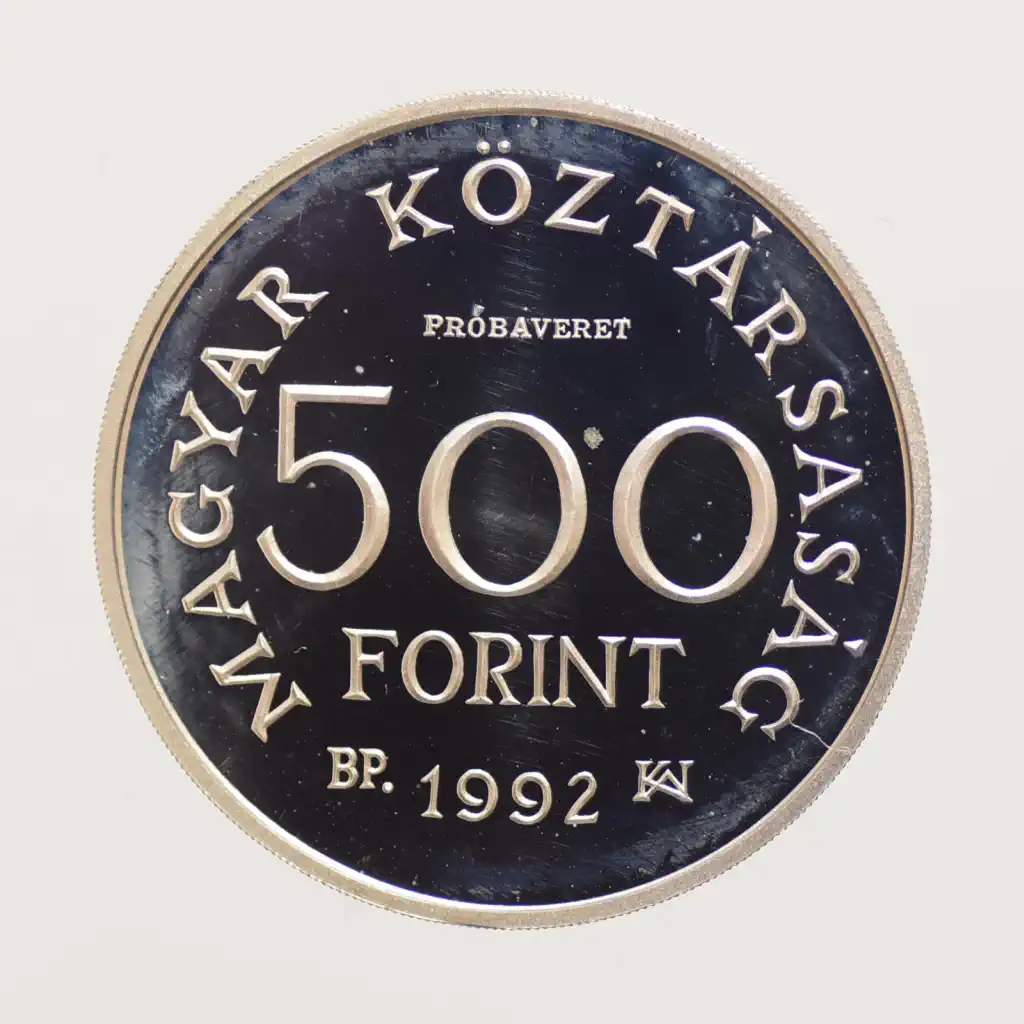 MAGYAR KÖZTÁRSASÁG
PRÓBAVERET
500
FORINT
BP. 1992